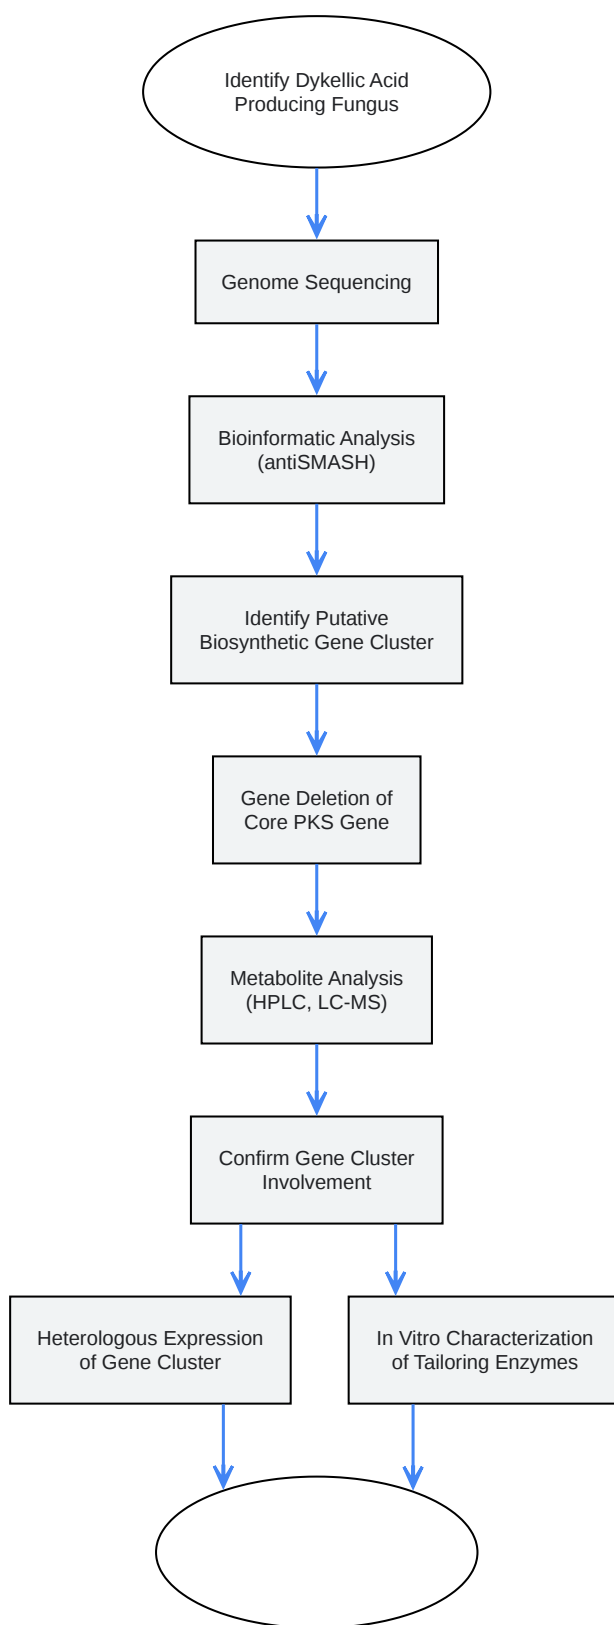 Identify Dykellic Acid
Producing Fungus
Genome Sequencing
Bioinformatic Analysis
(antiSMASH)
Identify Putative
Biosynthetic Gene Cluster
Gene Deletion of
Core PKS Gene
Metabolite Analysis
(HPLC, LC-MS)
Confirm Gene Cluster
Involvement
Heterologous Expression
of Gene Cluster
In Vitro Characterization
of Tailoring Enzymes